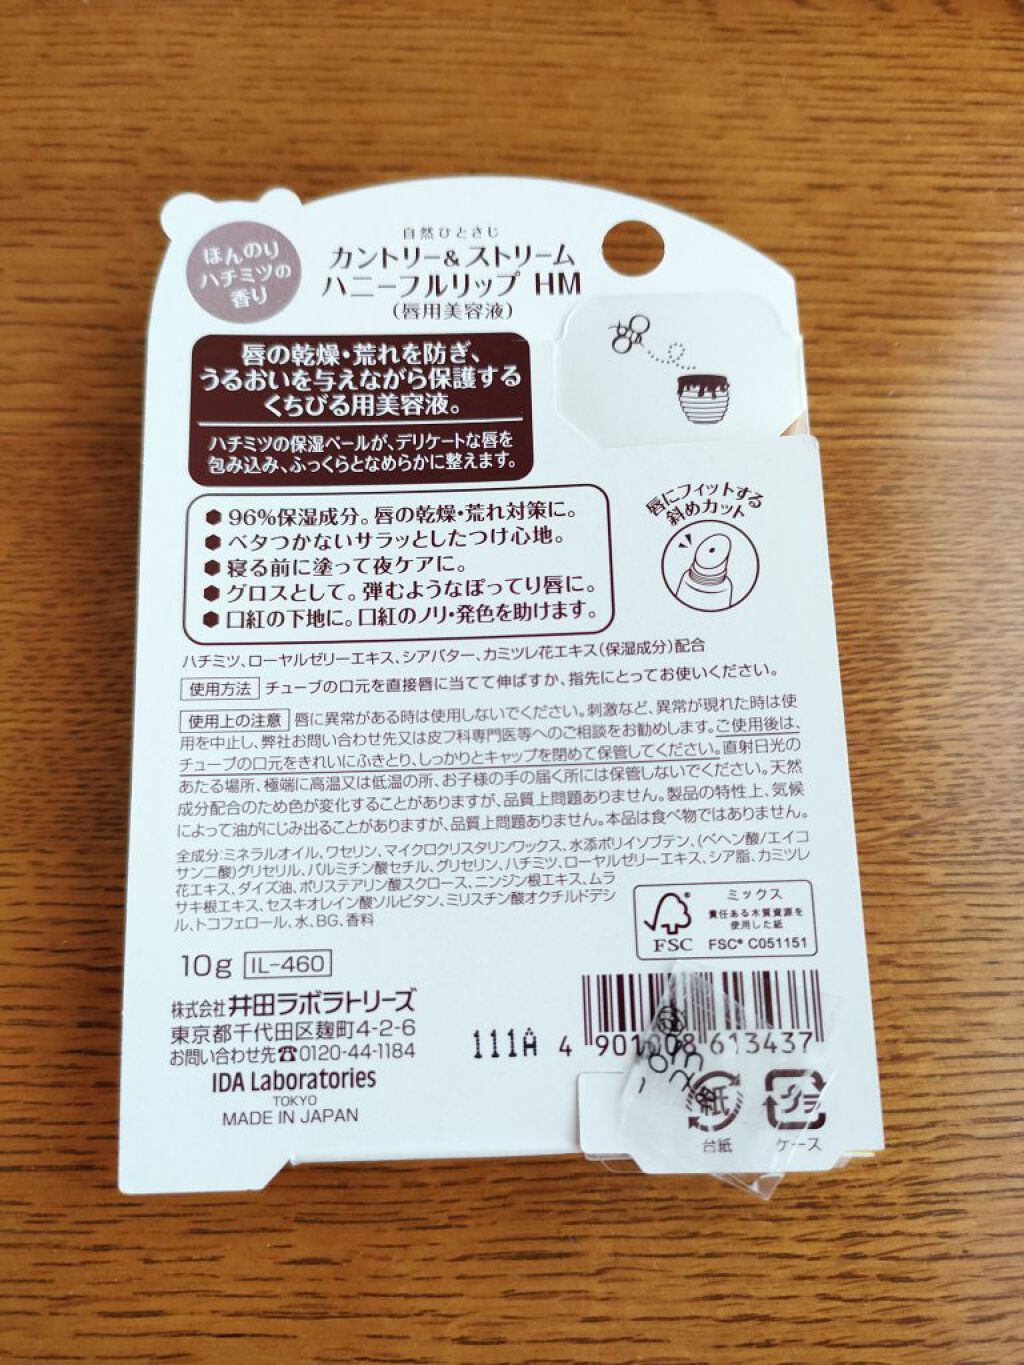 ほんのり
ハチミツの
香り
自然ひとさじ
カントリー&ストリーム
ハニーフルリップ HM
(唇用美容液)
唇の乾燥・荒れを防ぎ、
うるおいを与えながら保護する
くちびる用美容液。
ハチミツの保湿ベールが、デリケートな唇を
包み込み、ふっくらとなめらかに整えます。
96%保湿成分。唇の乾燥・荒れ対策に。
ベタつかないサラッとしたつけ心地。
寝る前に塗って夜ケアに。
グロスとして。弾むようなぽってり唇に。
口紅の下地に。口紅のノリ・発色を助けます。
唇にフィットする
斜めカット
ハチミツ、ローヤルゼリーエキス、シアバター、カミツレ花エキス(保湿成分)配合
使用方法 チューブの口元を直接唇に当てて伸ばすか、指先にとってお使いください。
使用上の注意 唇に異常がある時は使用しないでください。刺激など、異常が現れた時は使
用を中止し、弊社お問い合わせ先又は皮フ科専門医等へのご相談をお勧めします。ご使用後は、
チューブの口元をきれいにふきとり、しっかりとキャップを閉めて保管してください。直射日光の
あたる場所、極端に高温又は低温の所、お子様の手の届く所には保管しないでください。天然
成分配合のため色が変化することがありますが、品質上問題ありません。製品の特性上、気候
によって油がにじみ出ることがありますが、品質上問題ありません。本品は食べ物ではありません。
全成分:ミネラルオイル、ワセリン、マイクロクリスタリンワックス、水添ポリイソブテン、(ベヘン酸/エイコ
サン二酸)グリセリル、パルミチン酸セチル、グリセリン、ハチミツ、ローヤルゼリーエキス、シア脂、カミツレ
花エキス、ダイズ油、ポリステアリン酸スクロース、ニンジン根エキス、ムラ
サキ根エキス、セスキオレイン酸ソルビタン、ミリスチン酸オクチルドデシ
ル、トコフェロール、水、BG、香料
ミックス
責任ある木質資源を
使用した紙
FSC
FSC® C051151
10g IL-460
株式会社 井田ラボラトリーズ
東京都千代田区麹町4-2-6
お問い合わせ先☎0120-44-1184
IDA Laboratories
TOKYO
MADE IN JAPAN
111A
4 901008 613437
紙
台紙
プラ
ケース